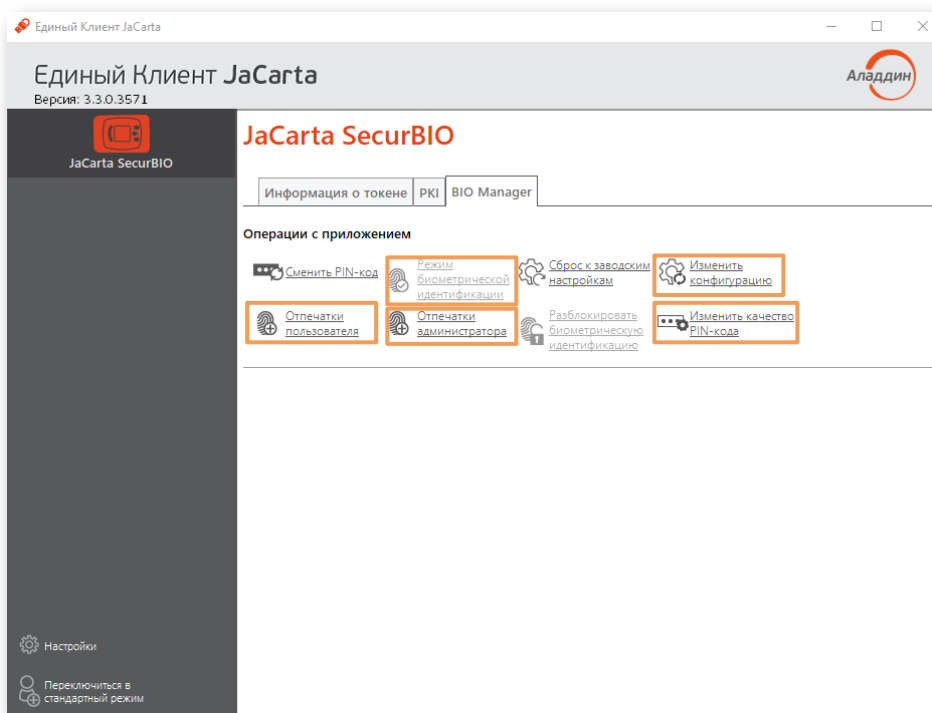 Единый Клиент JaCarta
Единый Клиент JaCarta
Аладдин
Версия: 3.3.0.3571
JaCarta SecurBIO
JaCarta SecurBIO
Информация о токене PKI BIO Manager
Операции с приложением
Сменить PIN-код
Режим
биометрической
идентификации
Сброс к заводским
настройкам
Изменить
конфигурацию
Отпечатки
пользователя
Отпечатки
администратора
Разблокировать
биометрическую
идентификацию
Изменить качество
PIN-кода
Настройки
Переключиться в
стандартный режим